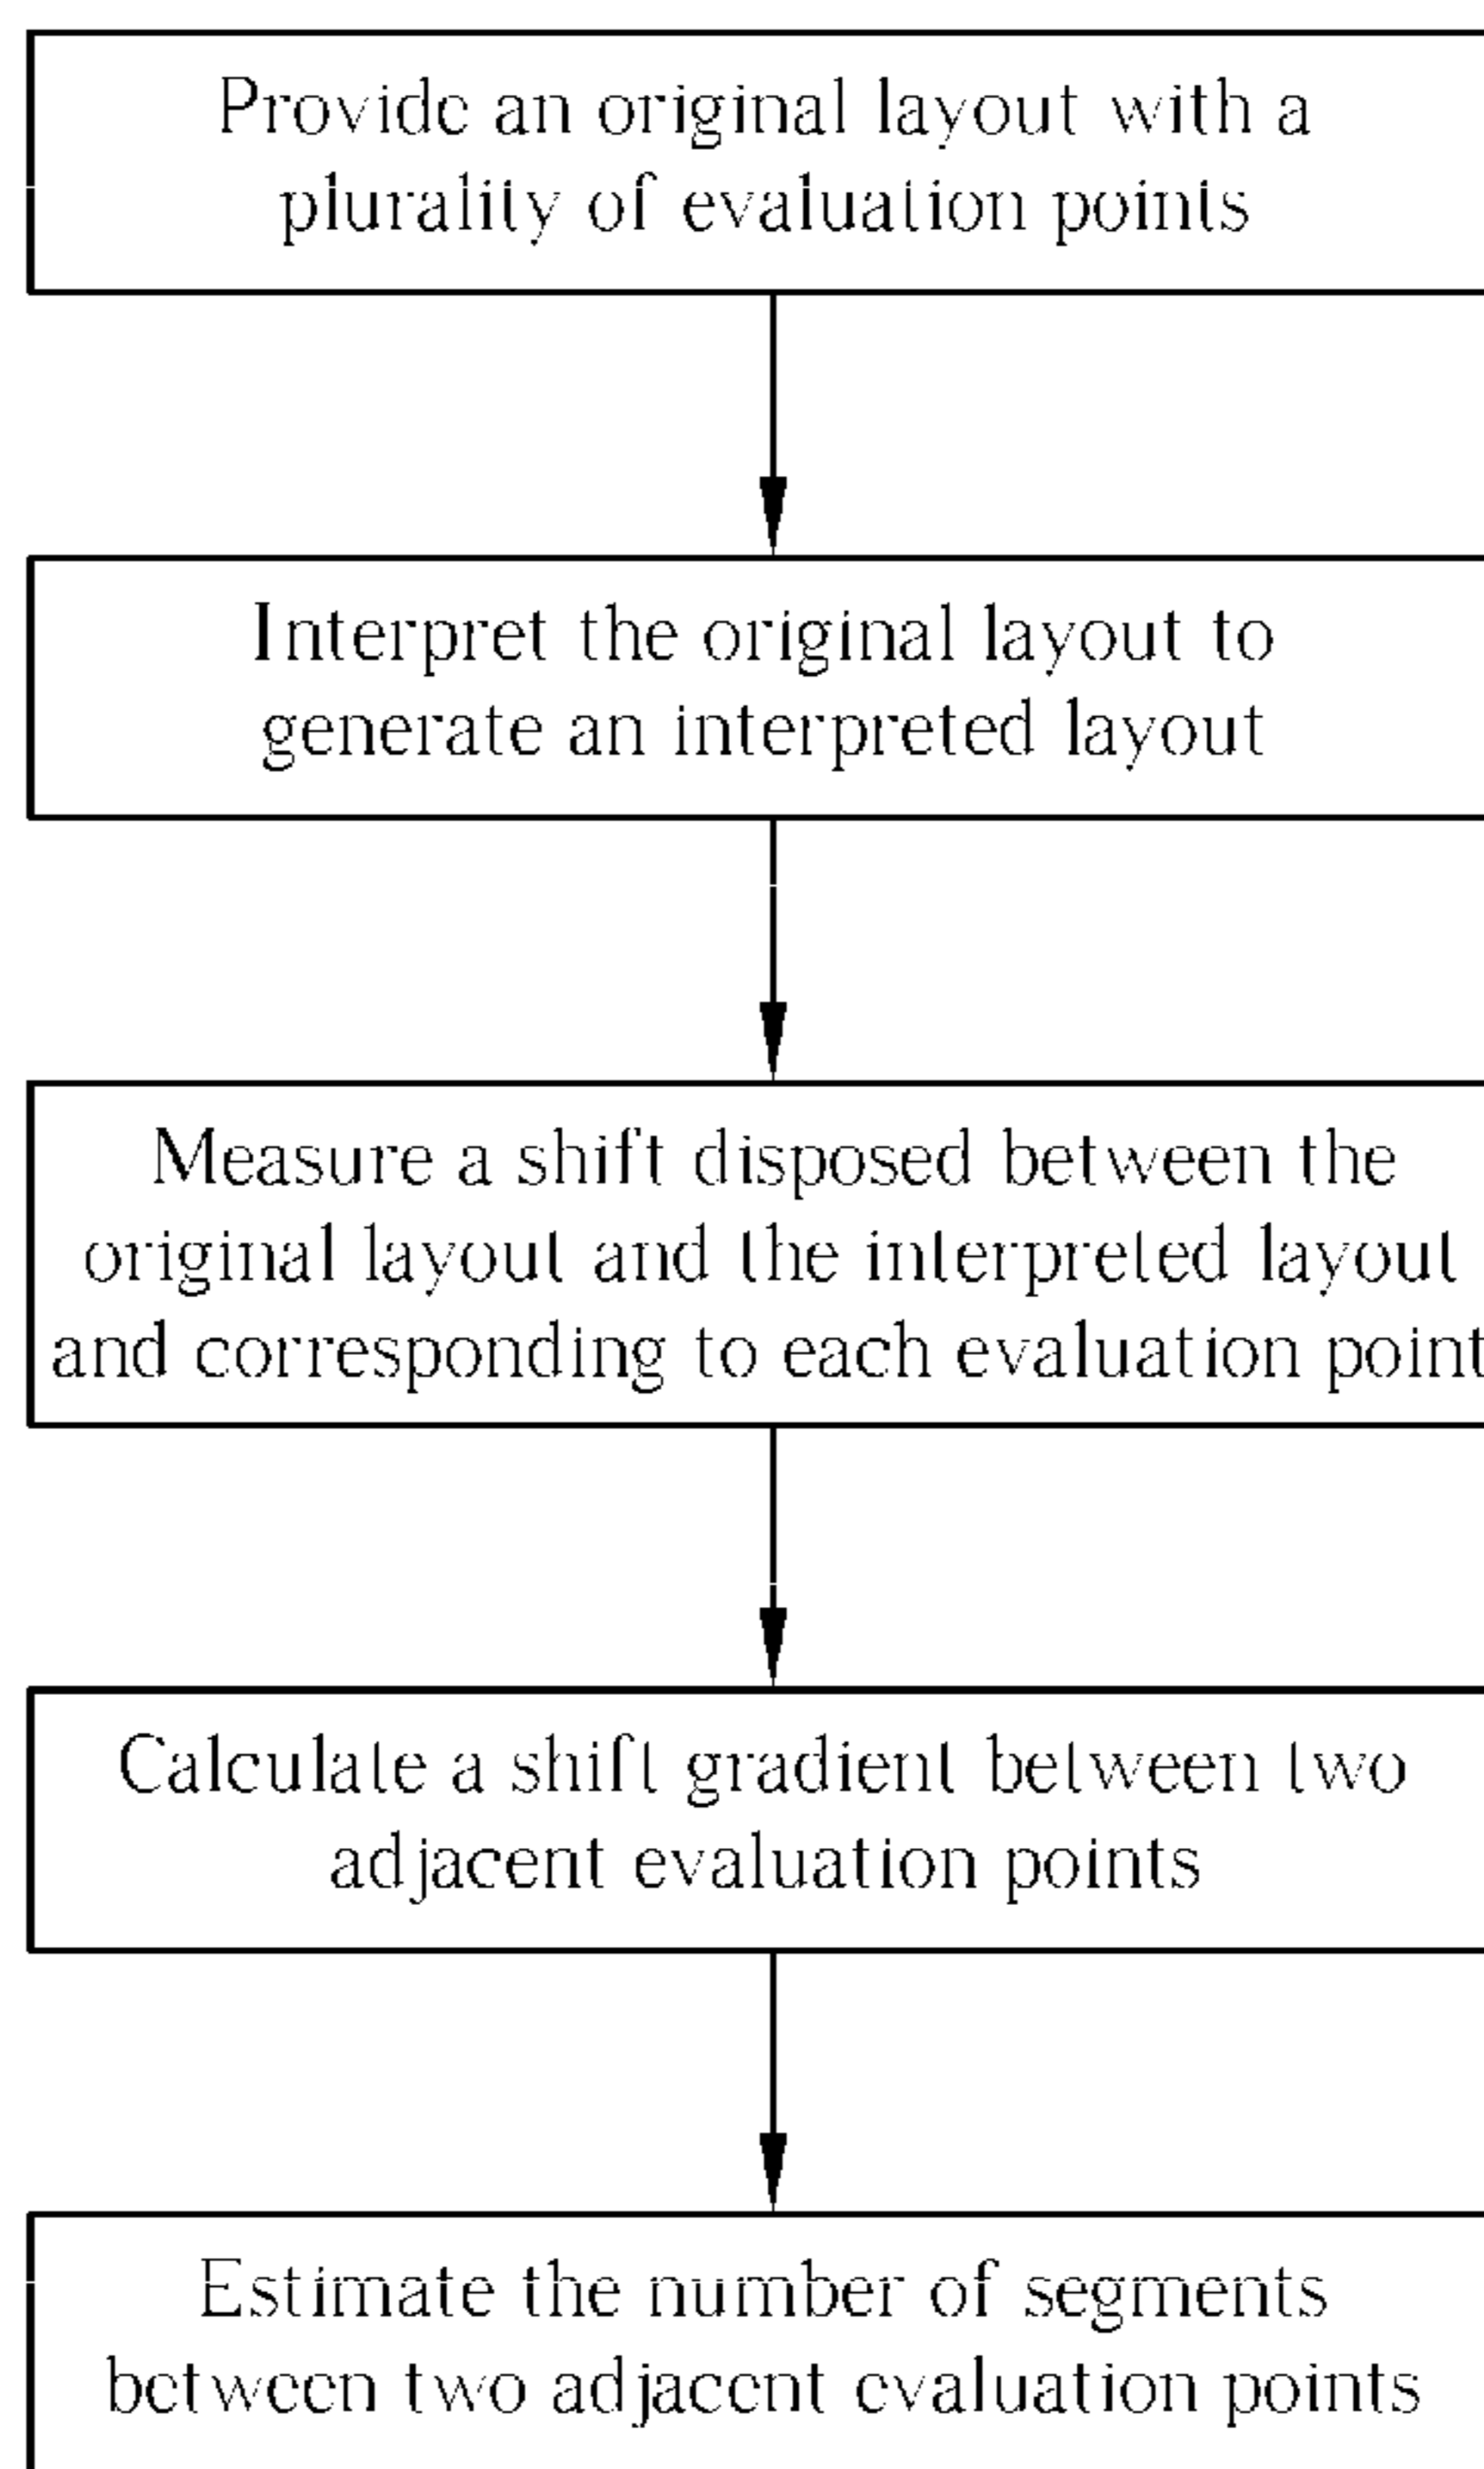 Provide an original layout with a
plurality of evaluation points
Interpret the original layout to
generate an interpreted layout
Measure a shift disposed between the
original layout and the interpreted layout
and corresponding to each evaluation point
Calculate a shift gradient between two
adjacent evaluation points
Estimate the number of segments
between two adjacent evaluation points